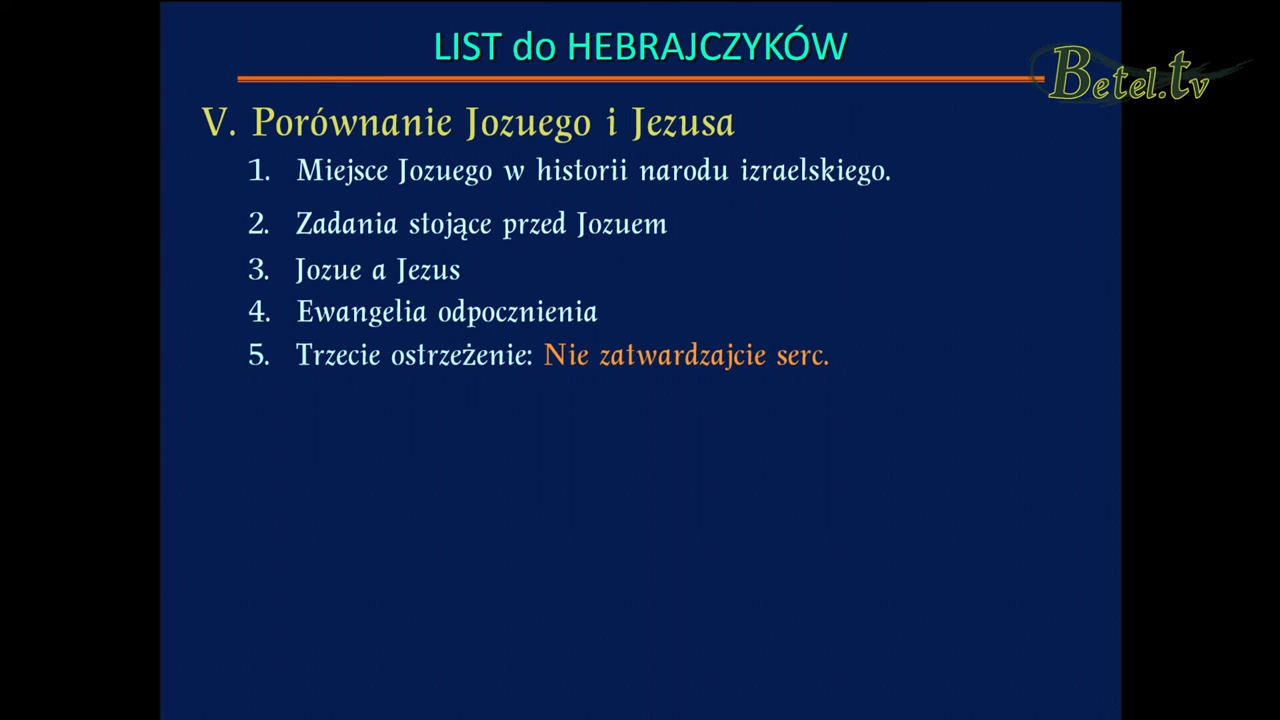 LIST do HEBRAJCZYKÓW
Betel.tv
V. Porównanie Jozuego i Jezusa
1. Miejsce Jozuego w historii narodu izraelskiego.
2. Zadania stojące przed Jozuem
3. Jozue a Jezus
4. Ewangelia odpocznienia
5. Trzecie ostrzeżenie: Nie zatwardzajcie serc.